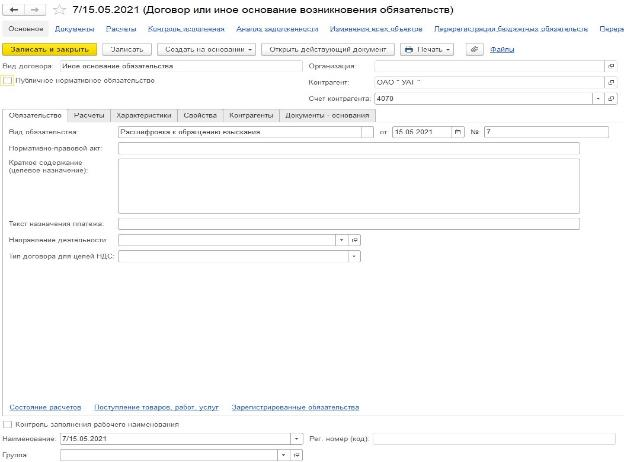 7/15.05.2021 (Договор или иное основание возникновения обязательств)
Основное Документы Расчеты Контроль исполнения Анализ задолженности Изменения всех объектов Перерегистрации бюджетных обязательств
Записать и закрыть Записать Создать на основании Открыть действующий документ Печать Файлы
Вид договора: Иное основание обязательства Организация:
Публичное нормативное обязательство Контрагент: ОАО " УАТ "
Счет контрагента: 4070
Обязательство Расчеты Характеристики Свойства Контрагенты Документы - основания
Вид обязательства: Расшифровка к обращению взыскания от 15.05.2021 № 7
Нормативно-правовой акт:
Краткое содержание
(целевое назначение):
Текст назначения платежа:
Направление деятельности:
Тип договора для целей НДС:
Состояние расчетов Поступление товаров, работ, услуг Зарегистрированные обязательства
Контроль заполнения рабочего наименования
Наименование: 7/15.05.2021 Рег. номер (код):
Группа